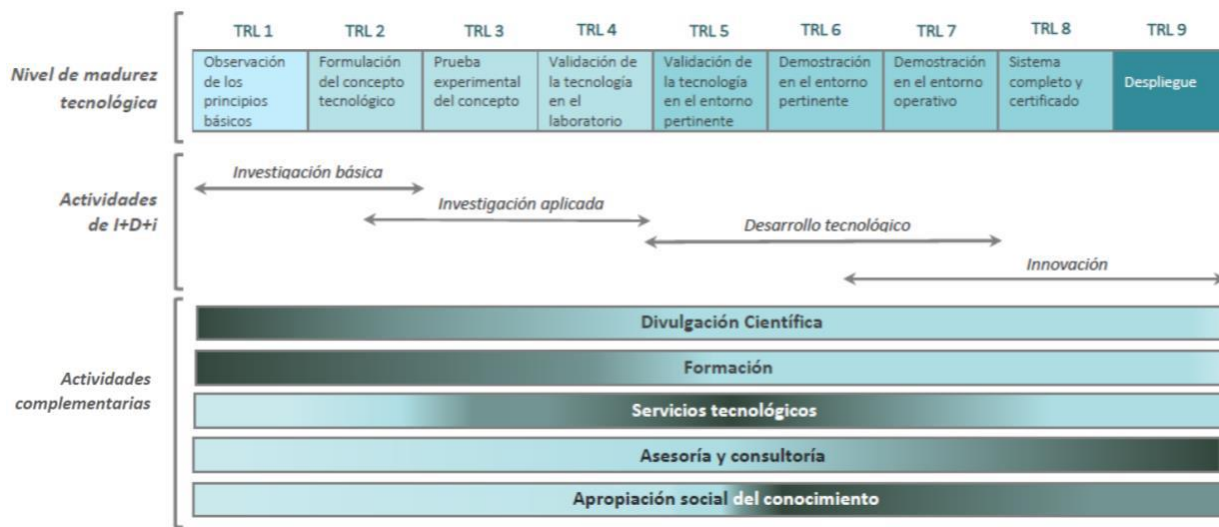 TRL 1
TRL 2
TRL 3
TRL 4
TRL 5
TRL 6
TRL 7
TRL 8
TRL 9
Nivel de madurez
tecnológica
Observación
de los
principios
básicos
Formulación
del concepto
tecnológico
Prueba
experimental
del concepto
Validación de
la tecnología
en el
laboratorio
Validación de
la tecnología
en el entorno
pertinente
Demostración
en el entorno
pertinente
Demostración
en el entorno
operativo
Sistema
completo y
certificado
Despliegue
Actividades
de I+D+i
Investigación básica
Investigación aplicada
Desarrollo tecnológico
Innovación
Actividades
complementarias
Divulgación Científica
Formación
Servicios tecnológicos
Asesoría y consultoría
Apropiación social del conocimiento